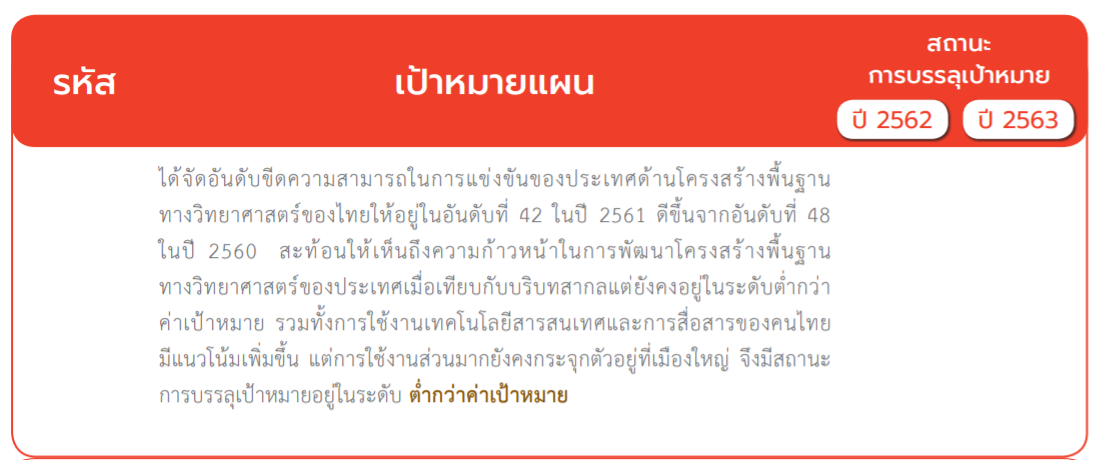 รหัส
เป้าหมายแผน
สถานะ
การบรรลุเป้าหมาย
ปี 2562
ปี 2563
ได้จัดอันดับขีดความสามารถในการแข่งขันของประเทศด้านโครงสร้างพื้นฐาน
ทางวิทยาศาสตร์ของไทยให้อยู่ในอันดับที่ 42 ในปี 2561 ดีขึ้นจากอันดับที่ 48
ในปี 2560 สะท้อนให้เห็นถึงความก้าวหน้าในการพัฒนาโครงสร้างพื้นฐาน
ทางวิทยาศาสตร์ของประเทศเมื่อเทียบกับบริบทสากลแต่ยังคงอยู่ในระดับต่ำกว่า
ค่าเป้าหมาย รวมทั้งการใช้งานเทคโนโลยีสารสนเทศและการสื่อสารของคนไทย
มีแนวโน้มเพิ่มขึ้น แต่การใช้งานส่วนมากยังคงกระจุกตัวอยู่ที่เมืองใหญ่ จึงมีสถานะ
การบรรลุเป้าหมายอยู่ในระดับ ต่ำกว่าค่าเป้าหมาย